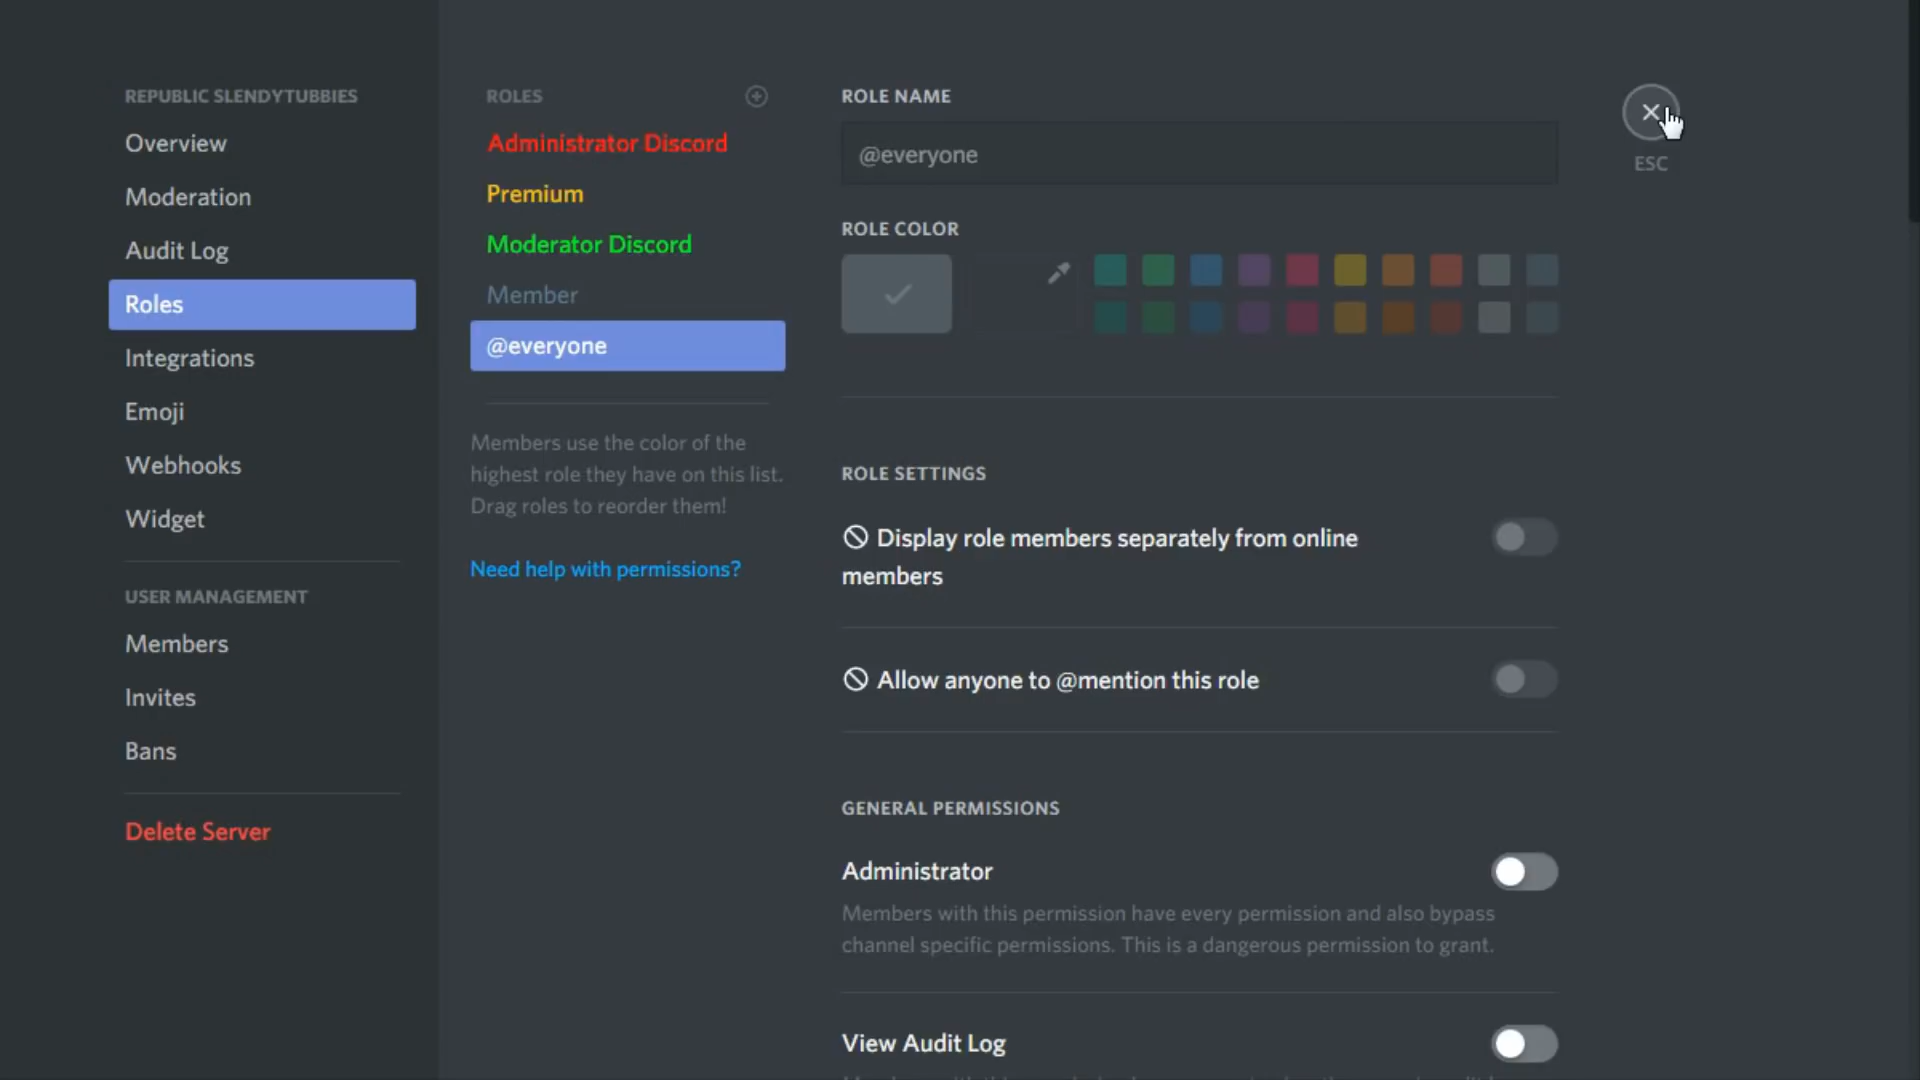 REPUBLIC SLENDYTUBBIES
Overview
Moderation
Audit Log
Roles
Integrations
Emoji
Webhooks
Widget
USER MANAGEMENT
Members
Invites
Bans
Delete Server
ROLES
Administrator Discord
Premium
Moderator Discord
Member
@everyone
Members use the color of the
highest role they have on this list.
Drag roles to reorder them!
Need help with permissions?
ROLE NAME
@everyone
ROLE COLOR
ROLE SETTINGS
Display role members separately from online
members
Allow anyone to @mention this role
GENERAL PERMISSIONS
Administrator
Members with this permission have every permission and also bypass
channel specific permissions. This is a dangerous permission to grant.
View Audit Log
ESC